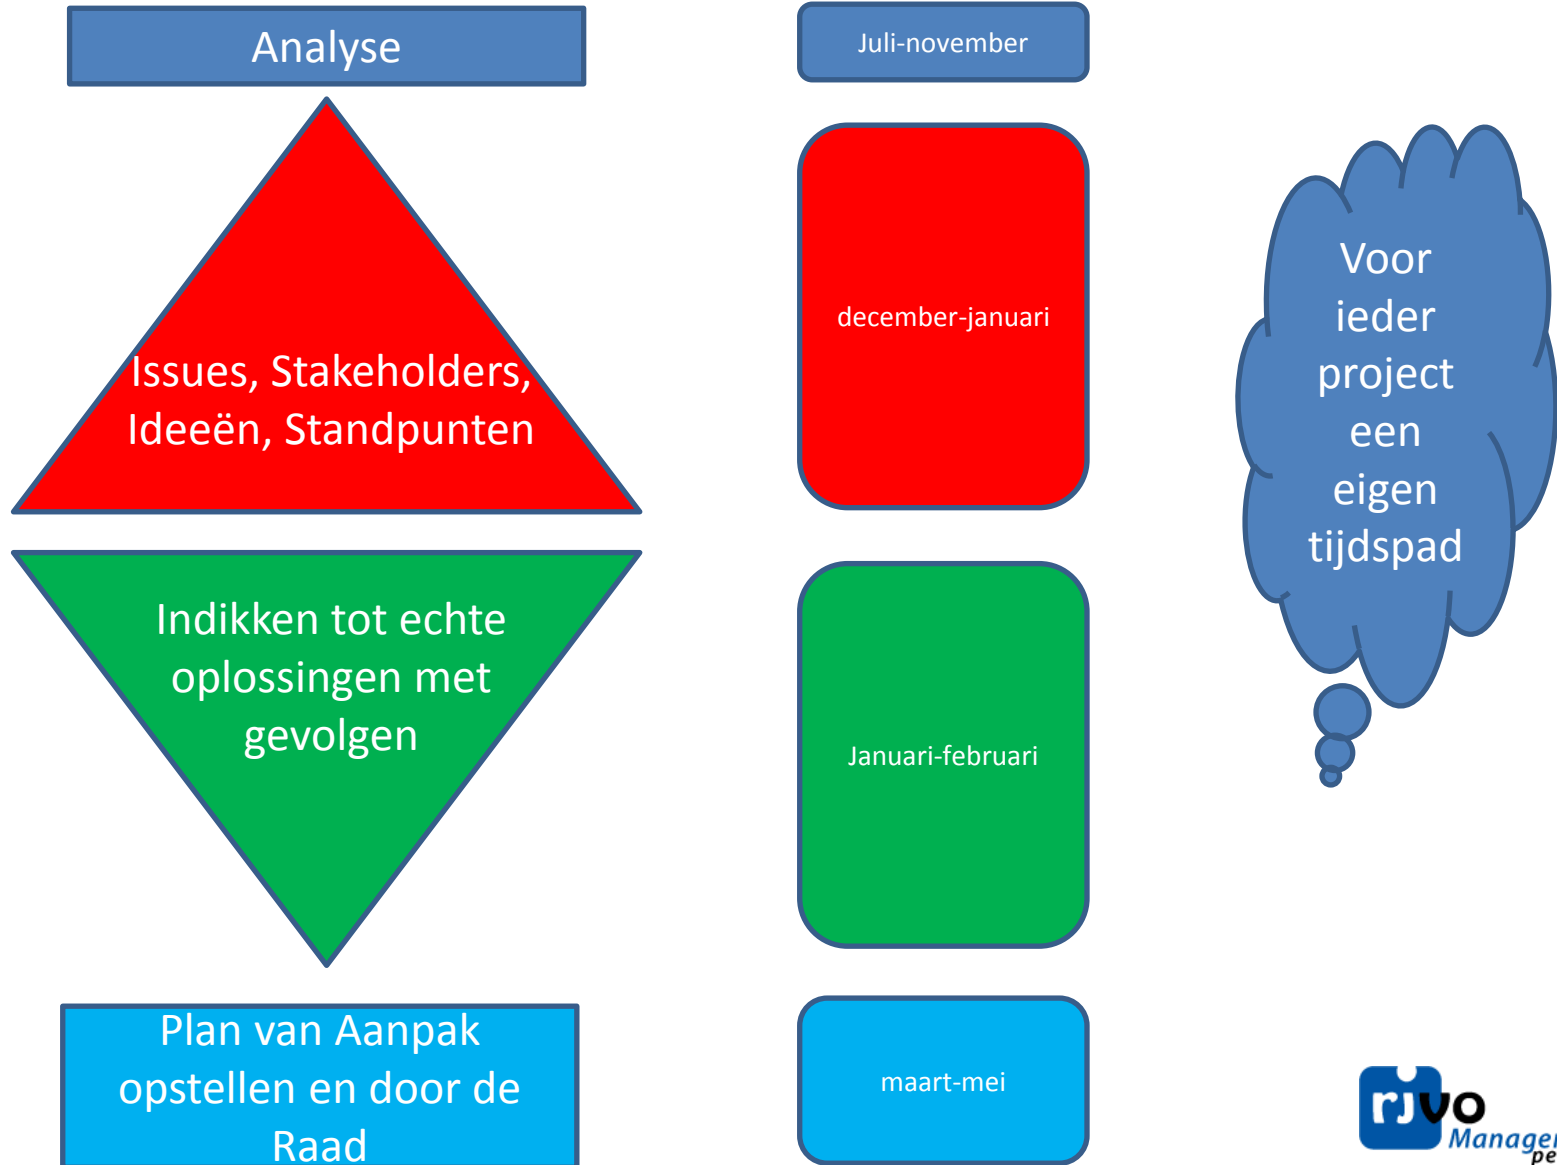 Analyse
Juli-november
Issues, Stakeholders,
Ideeën, Standpunten
december-januari
Voor
ieder
project
een
eigen
tijdspad
Indikken tot echte
oplossingen met
gevolgen
Januari-februari
Plan van Aanpak
opstellen en door de
Raad
maart-mei
rjvo